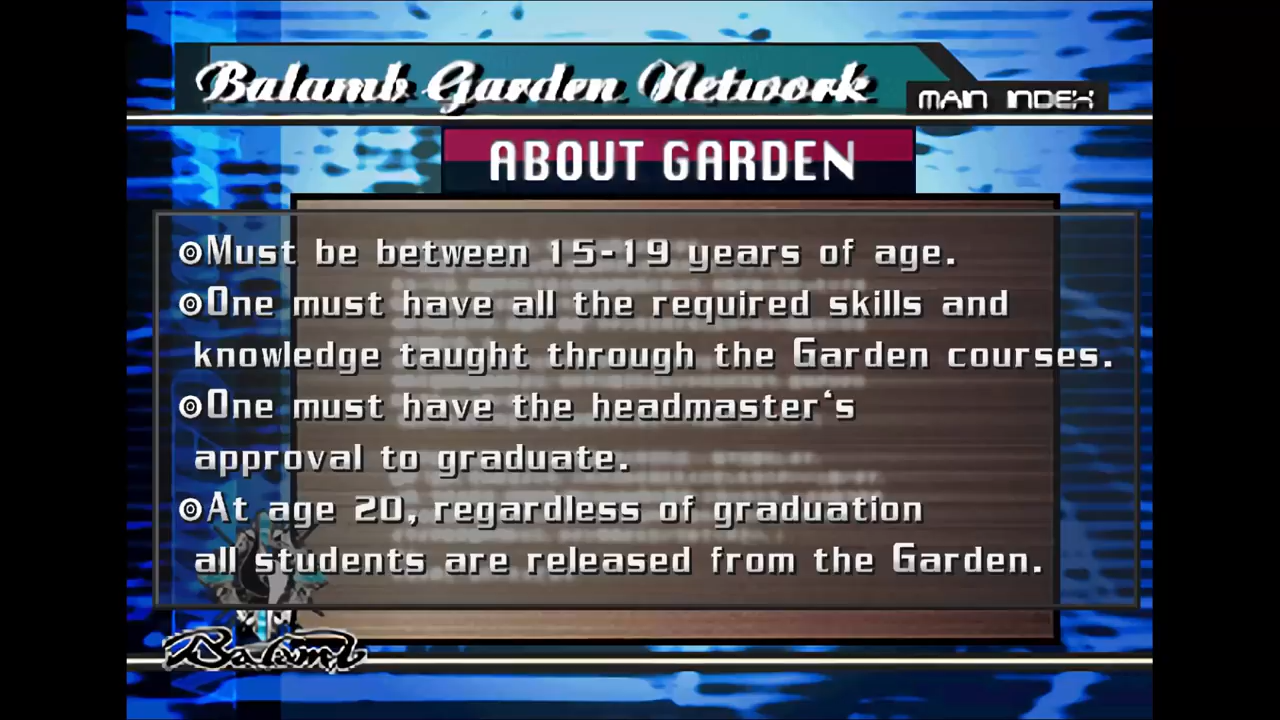 Balamb Garden Network
MAIN INDEX
ABOUT GARDEN
◎Must be between 15-19 years of age.
◎One must have all the required skills and
knowledge taught through the Garden courses.
◎One must have the headmaster‘s
approval to graduate.
◎At age 20, regardless of graduation
all students are released from the Garden.
Balamb